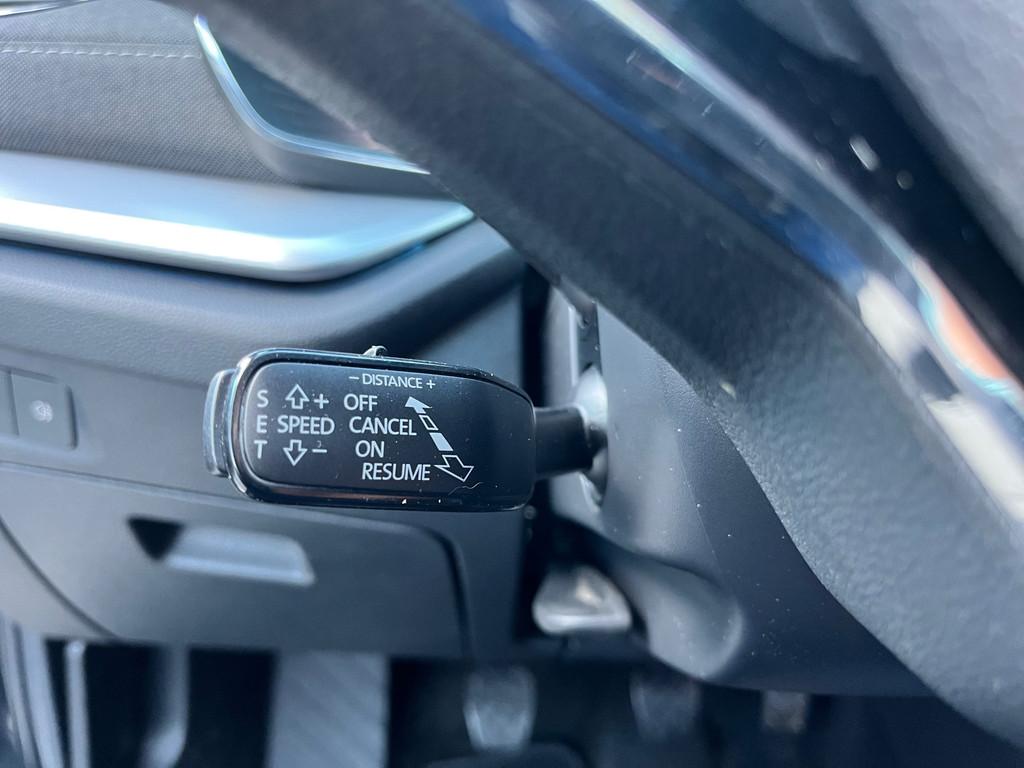 − DISTANCE +
S + OFF
E SPEED CANCEL
T − ON
RESUME